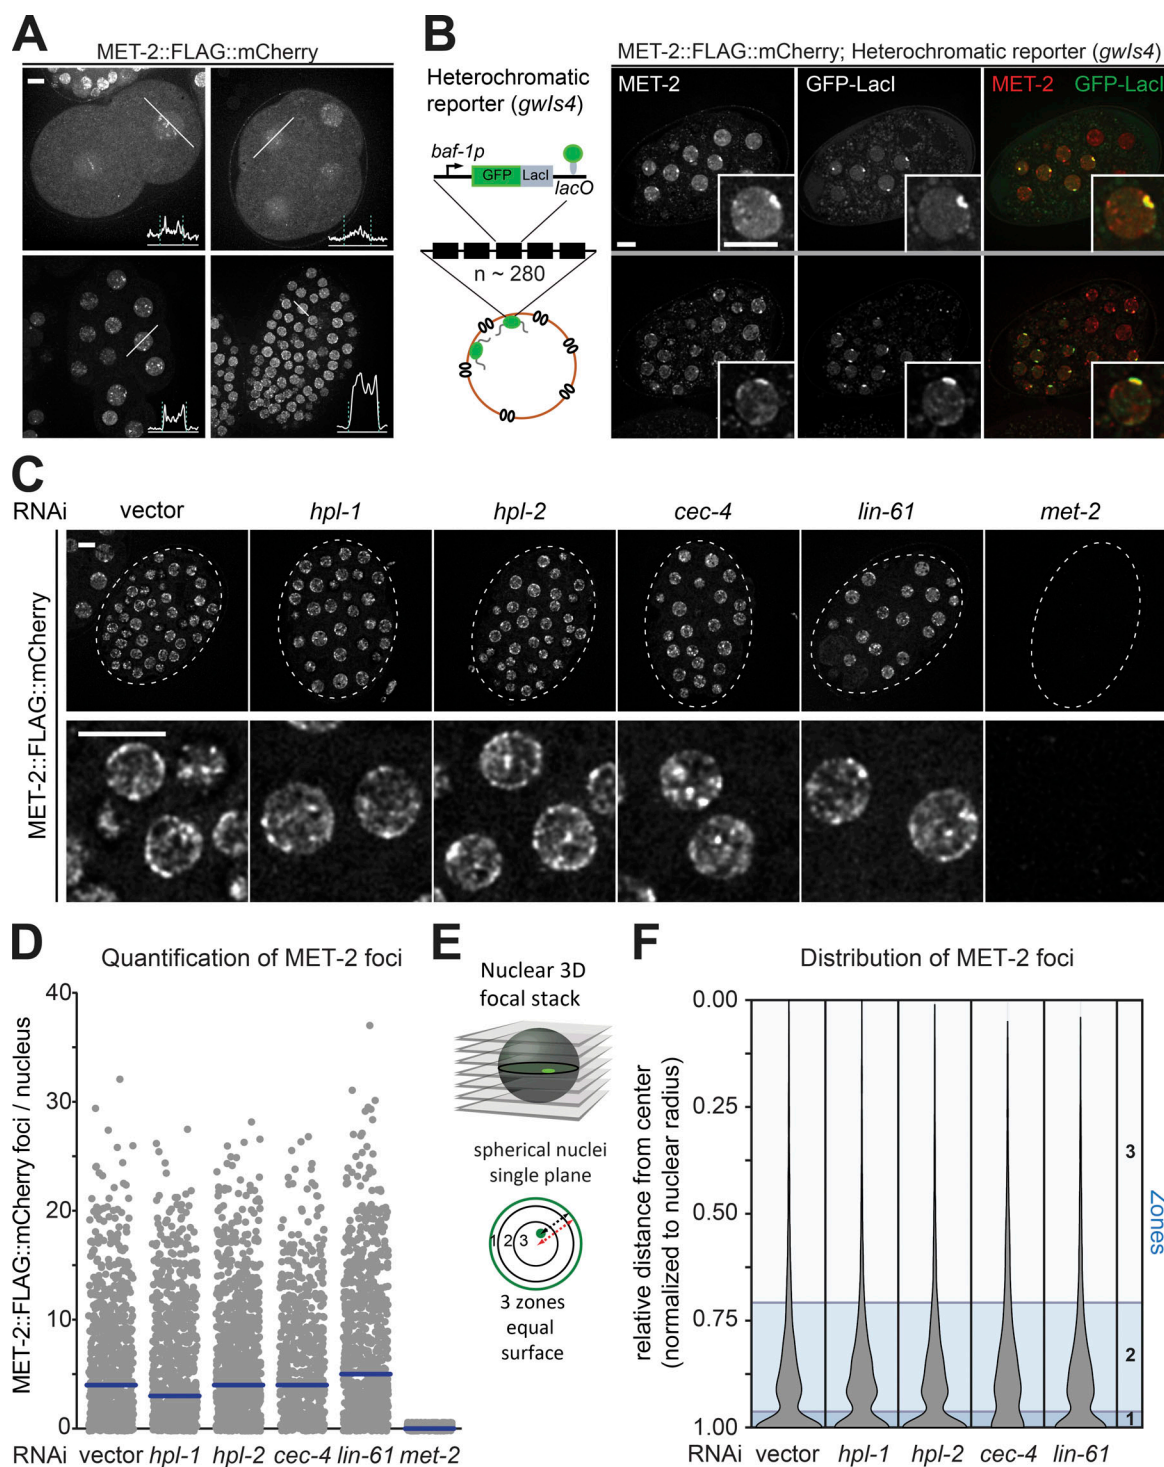 A
MET-2::FLAG::mCherry
B
Heterochromatic
reporter (gwIs4)
baf-1p
GFP
LacI
lacO
n ~ 280
MET-2::FLAG::mCherry; Heterochromatic reporter (gwIs4)
MET-2
GFP-LacI
MET-2 GFP-LacI
C
RNAi vector hpl-1 hpl-2 cec-4 lin-61 met-2
MET-2::FLAG::mCherry
D
Quantification of MET-2 foci
MET-2::FLAG::mCherry foci / nucleus
40
30
20
10
0
RNAi vector hpl-1 hpl-2 cec-4 lin-61 met-2
E
Nuclear 3D
focal stack
spherical nuclei
single plane
1 2 3
3 zones
equal
surface
F
Distribution of MET-2 foci
relative distance from center
(normalized to nuclear radius)
0.00
0.25
0.50
0.75
1.00
3
2
1
Zones
RNAi vector hpl-1 hpl-2 cec-4 lin-61